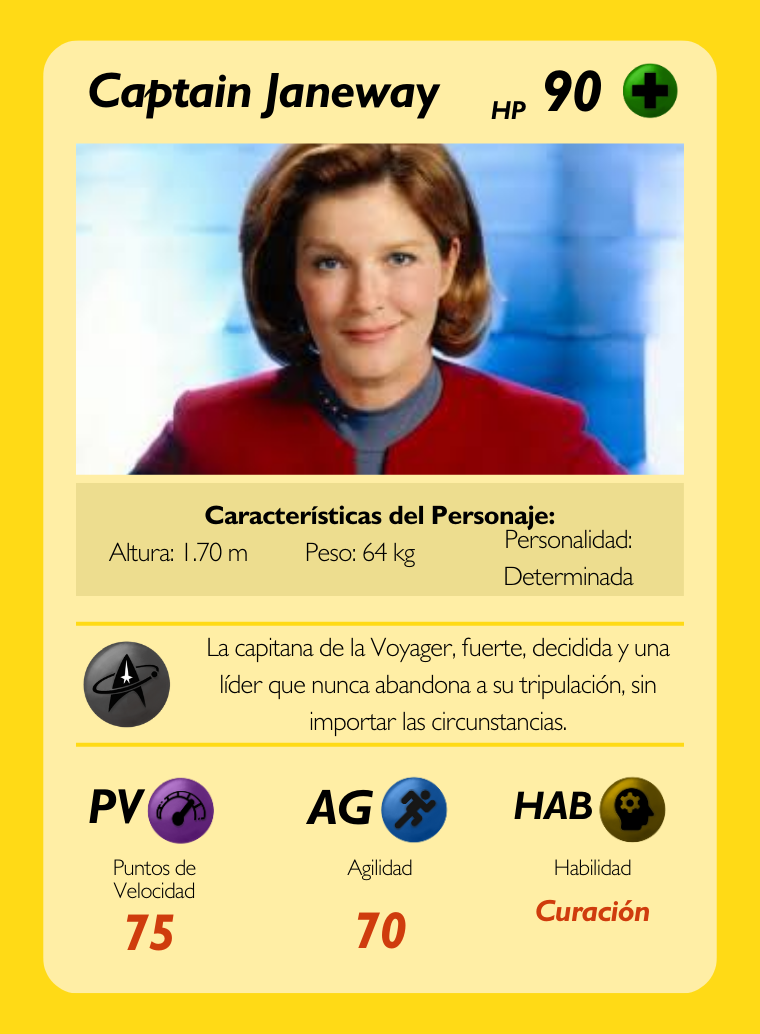 Captain Janeway HP 90
Características del Personaje:
Altura: 1.70 m Peso: 64 kg Personalidad:
Determinada
La capitana de la Voyager, fuerte, decidida y una
líder que nunca abandona a su tripulación, sin
importar las circunstancias.
PV AG HAB
Puntos de
Velocidad
Agilidad
Habilidad
75
70
Curación